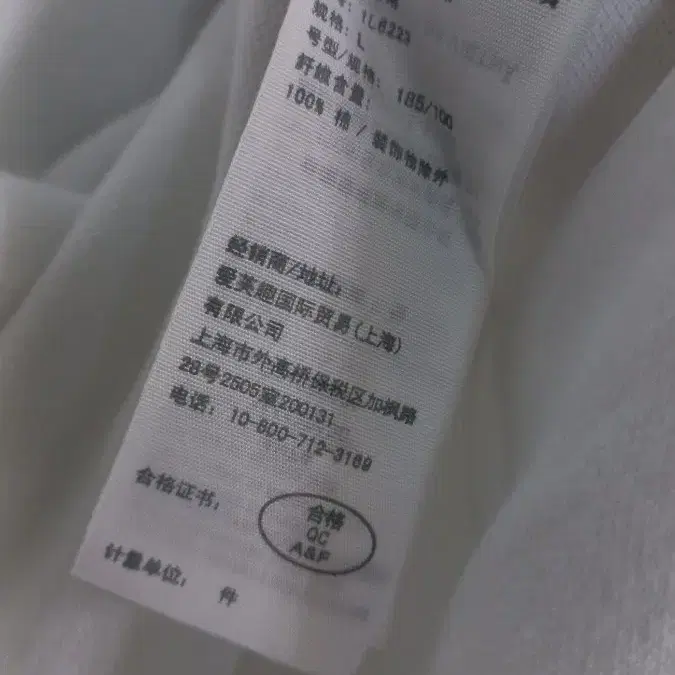 号: 1L6223
规格: L
号型/规格: 185/100
纤维含量:
100% 棉 / 装饰物除外
经销商/地址:
爱芙趣国际贸易(上海)
有限公司
上海市外高桥保税区加枫路
26号2505室200131
电话: 10-800-712-3169
合格证书:
合格
QC
A&F
计量单位: 件